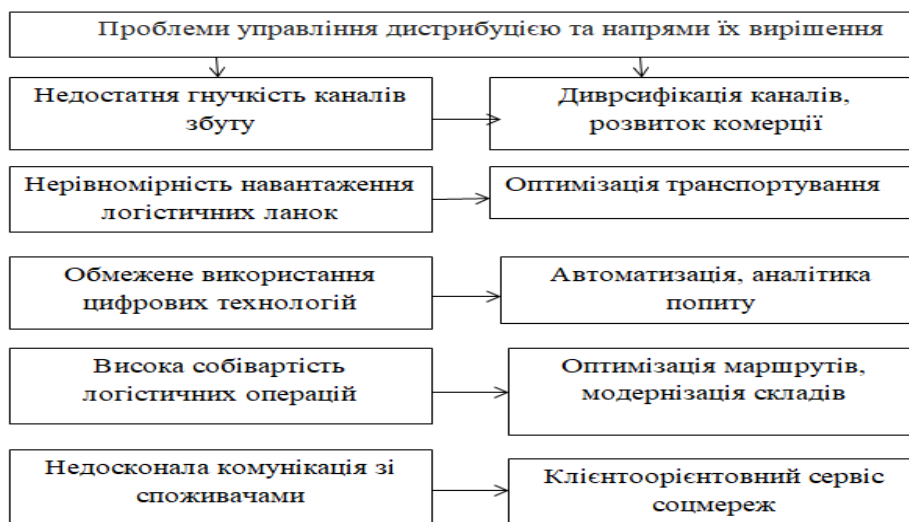 Проблеми управління дистрибуцією та напрями їх вирішення
Недостатня гнучкість каналів
збуту
Диврсифікація каналів,
розвиток комерції
Нерівномірність навантаження
логістичних ланок
Оптимізація транспортування
Обмежене використання
цифрових технологій
Автоматизація, аналітика
попиту
Висока собівартість
логістичних операцій
Оптимізація маршрутів,
модернізація складів
Недосконала комунікація зі
споживачами
Клієнтоорієнтовний сервіс
соцмереж